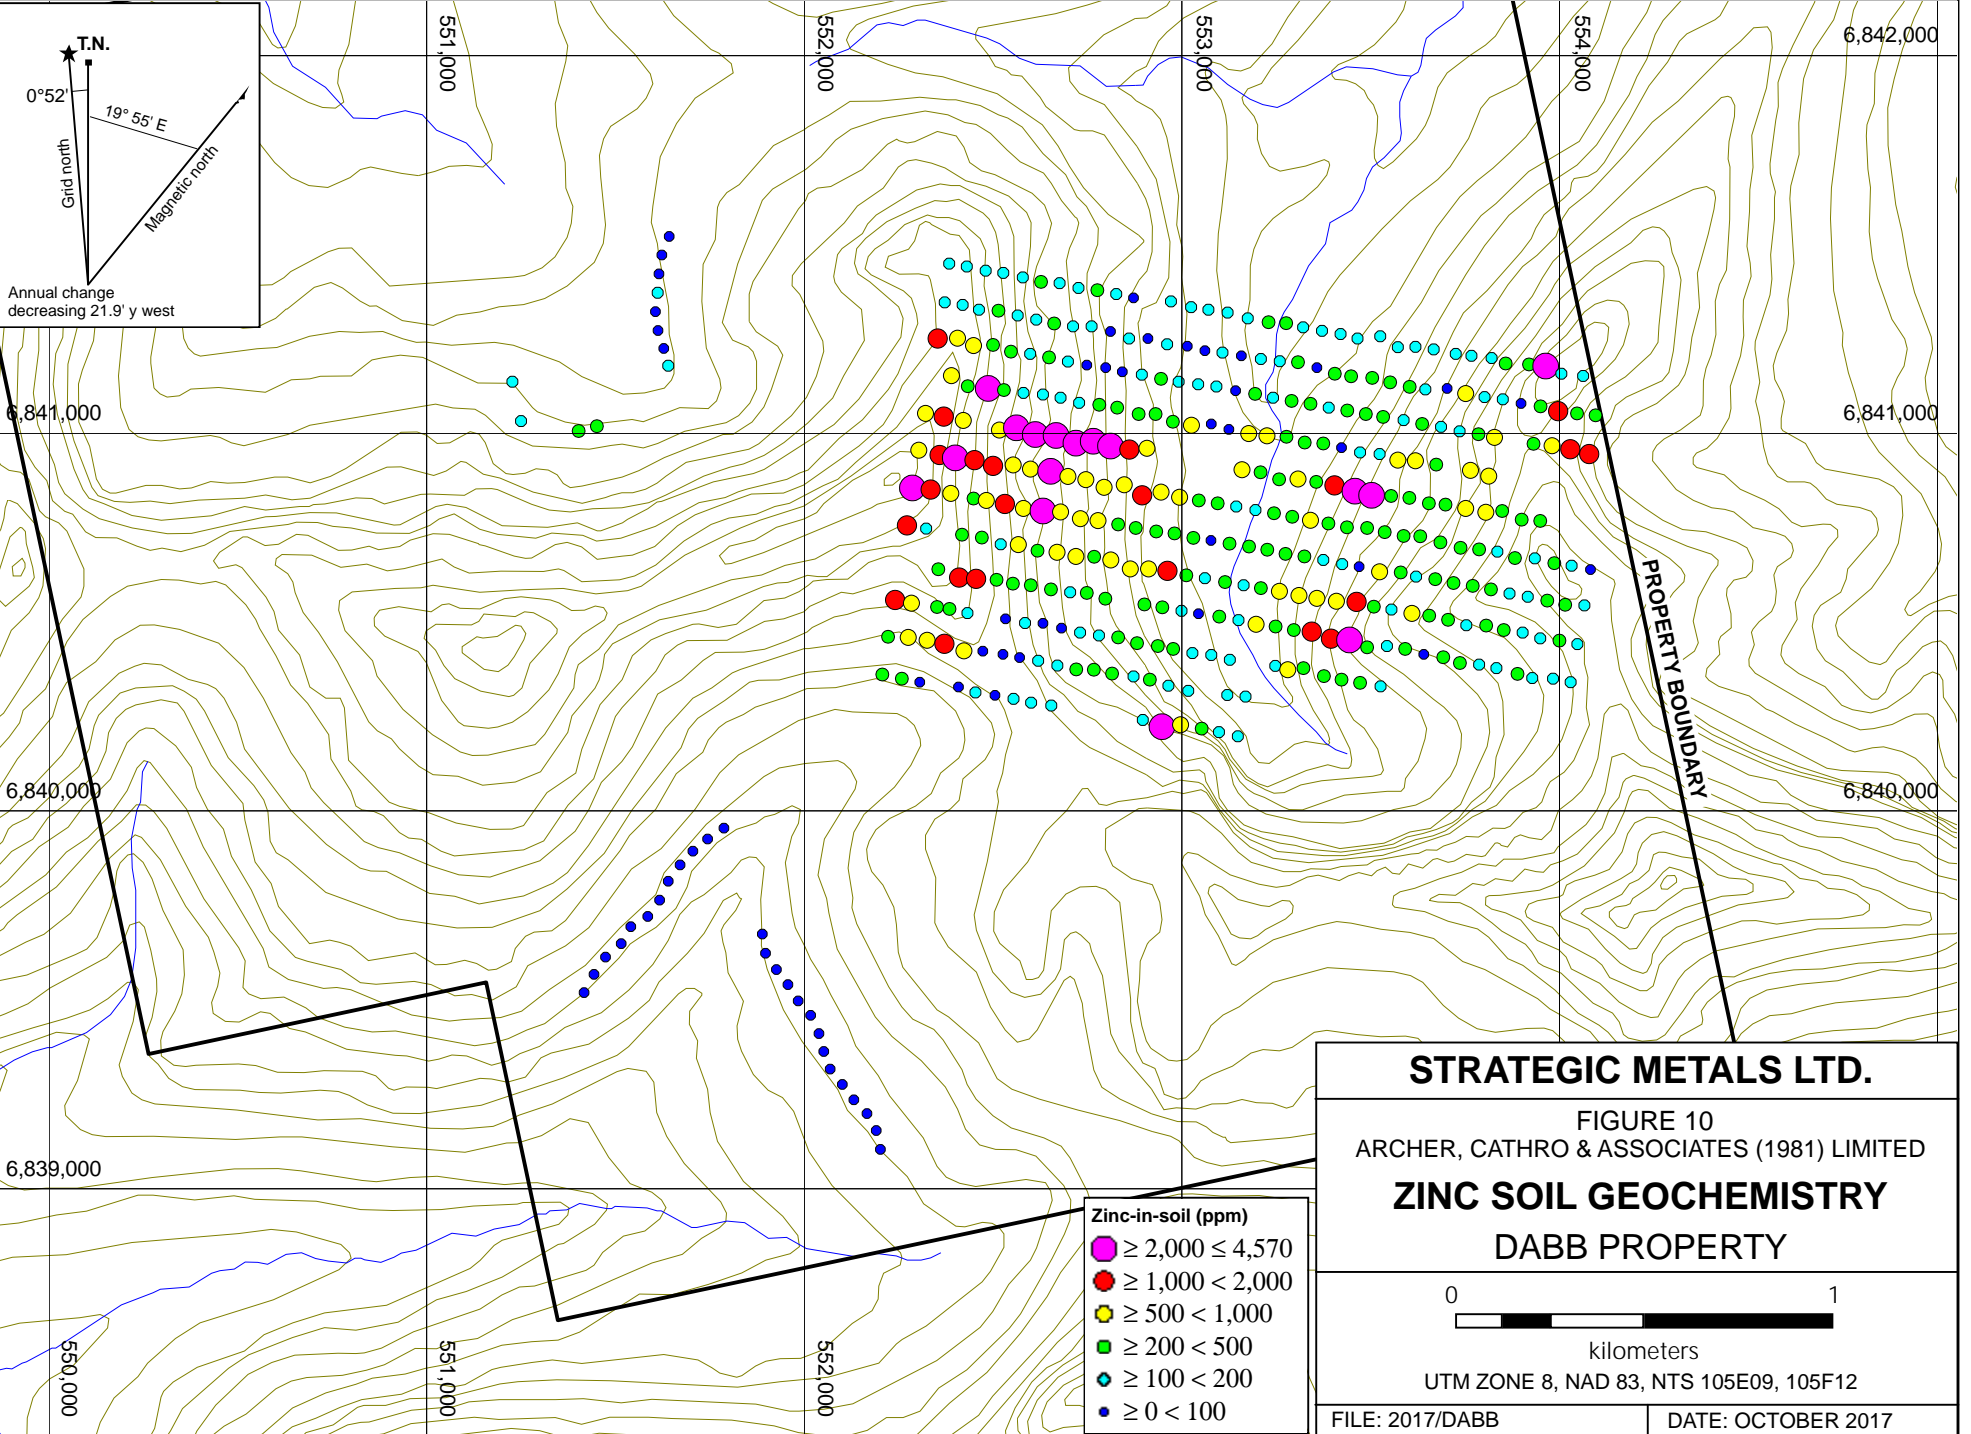 T.N.
0°52'
19° 55' E
Grid north
Magnetic north
Annual change
decreasing 21.9' y west
551,000
552,000
553,000
554,000
6,842,000
6,841,000
6,841,000
6,840,000
6,840,000
6,839,000
PROPERTY BOUNDARY
550,000
551,000
552,000
Zinc-in-soil (ppm)
≥ 2,000 ≤ 4,570
≥ 1,000 < 2,000
≥ 500 < 1,000
≥ 200 < 500
≥ 100 < 200
≥ 0 < 100
STRATEGIC METALS LTD.
FIGURE 10
ARCHER, CATHRO & ASSOCIATES (1981) LIMITED
ZINC SOIL GEOCHEMISTRY
DABB PROPERTY
0 1
kilometers
UTM ZONE 8, NAD 83, NTS 105E09, 105F12
FILE: 2017/DABB
DATE: OCTOBER 2017